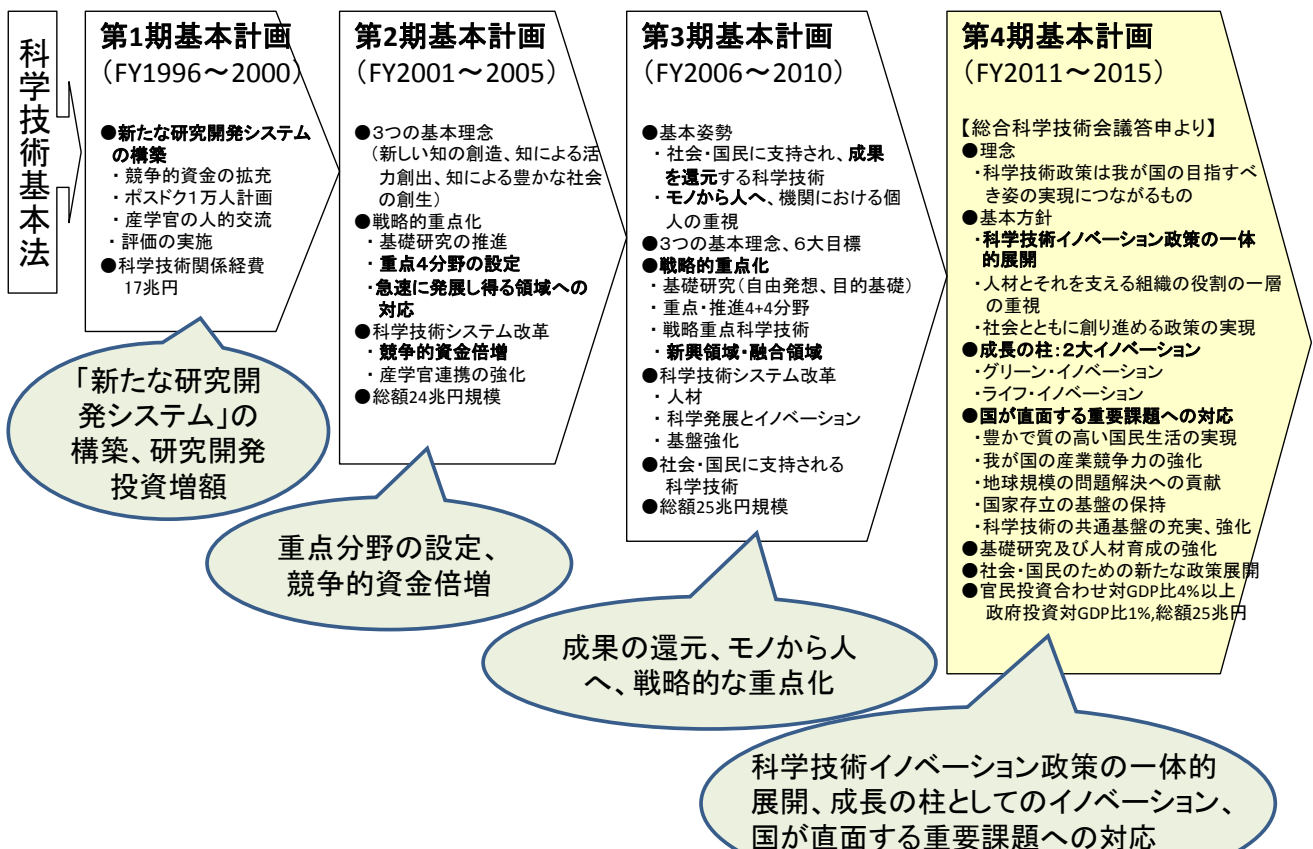 科学技術基本法
第1期基本計画
（FY1996～2000）
●新たな研究開発システム
の構築
・競争的資金の拡充
・ポスドク1万人計画
・産学官の人的交流
・評価の実施
●科学技術関係経費
17兆円
「新たな研究開
発システム」の
構築、研究開発
投資増額
第2期基本計画
（FY2001～2005）
●3つの基本理念
（新しい知の創造、知による活
力創出、知による豊かな社会
の創生）
●戦略的重点化
・基礎研究の推進
・重点4分野の設定
・急速に発展し得る領域への
対応
●科学技術システム改革
・競争的資金倍増
・産学官連携の強化
●総額24兆円規模
重点分野の設定、
競争的資金倍増
第3期基本計画
（FY2006～2010）
●基本姿勢
・社会・国民に支持され、成果
を還元する科学技術
・モノから人へ、機関における個
人の重視
●3つの基本理念、6大目標
●戦略的重点化
・基礎研究（自由発想、目的基礎）
・重点・推進4+4分野
・戦略重点科学技術
・新興領域・融合領域
●科学技術システム改革
・人材
・科学発展とイノベーション
・基盤強化
●社会・国民に支持される
科学技術
●総額25兆円規模
成果の還元、モノから人
へ、戦略的な重点化
第4期基本計画
（FY2011～2015）
【総合科学技術会議答申より】
●理念
・科学技術政策は我が国の目指すべ
き姿の実現につながるもの
●基本方針
・科学技術イノベーション政策の一体
的展開
・人材とそれを支える組織の役割の一層
の重視
・社会とともに創り進める政策の実現
●成長の柱：2大イノベーション
・グリーン・イノベーション
・ライフ・イノベーション
●国が直面する重要課題への対応
・豊かで質の高い国民生活の実現
・我が国の産業競争力の強化
・地球規模の問題解決への貢献
・国家存立の基盤の保持
・科学技術の共通基盤の充実、強化
●基礎研究及び人材育成の強化
●社会・国民のための新たな政策展開
●官民投資合わせ対GDP比4%以上
政府投資対GDP比1%,総額25兆円
科学技術イノベーション政策の一体的
展開、成長の柱としてのイノベーション、
国が直面する重要課題への対応